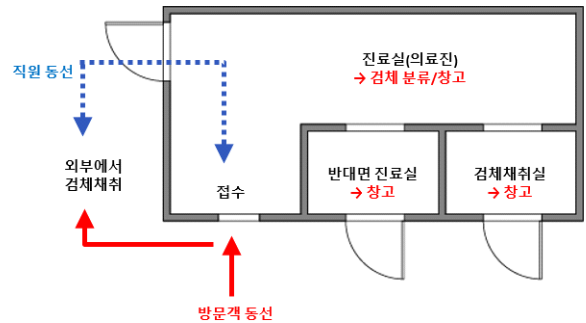 진료실(의료진)
→ 검체 분류/창고
직원 동선
외부에서
검체채취
접수
반대면 진료실
→ 창고
검체채취실
→ 창고
방문객 동선